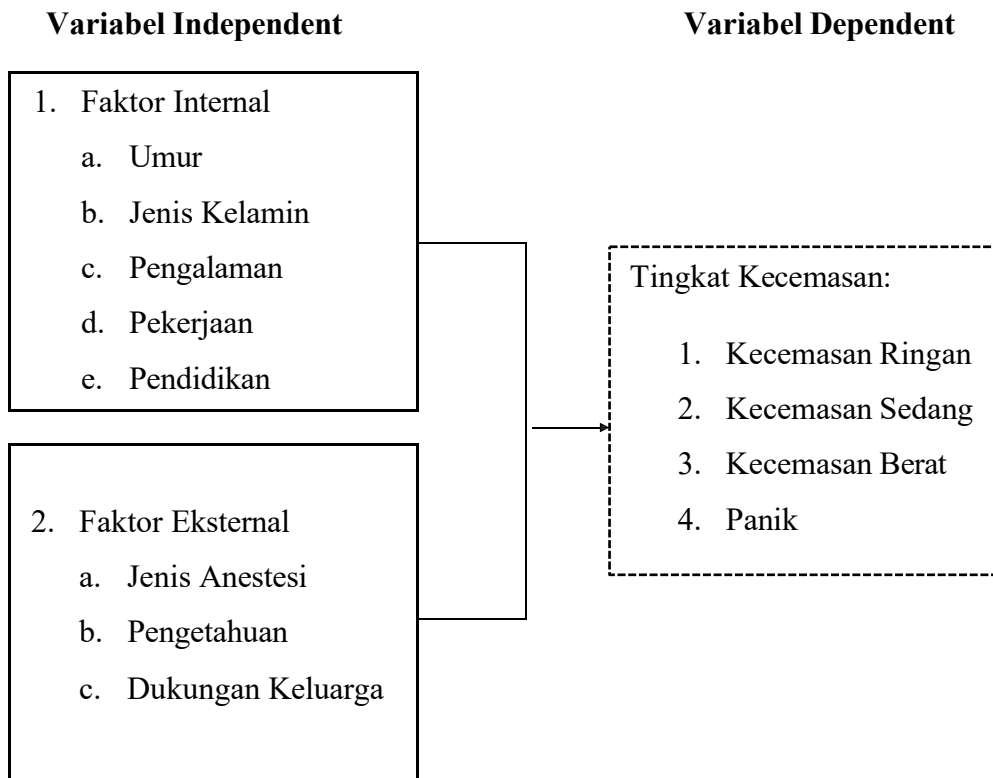 Variabel Independent
Variabel Dependent
1. Faktor Internal
a. Umur
b. Jenis Kelamin
c. Pengalaman
d. Pekerjaan
e. Pendidikan
2. Faktor Eksternal
a. Jenis Anestesi
b. Pengetahuan
c. Dukungan Keluarga
Tingkat Kecemasan:
1. Kecemasan Ringan
2. Kecemasan Sedang
3. Kecemasan Berat
4. Panik